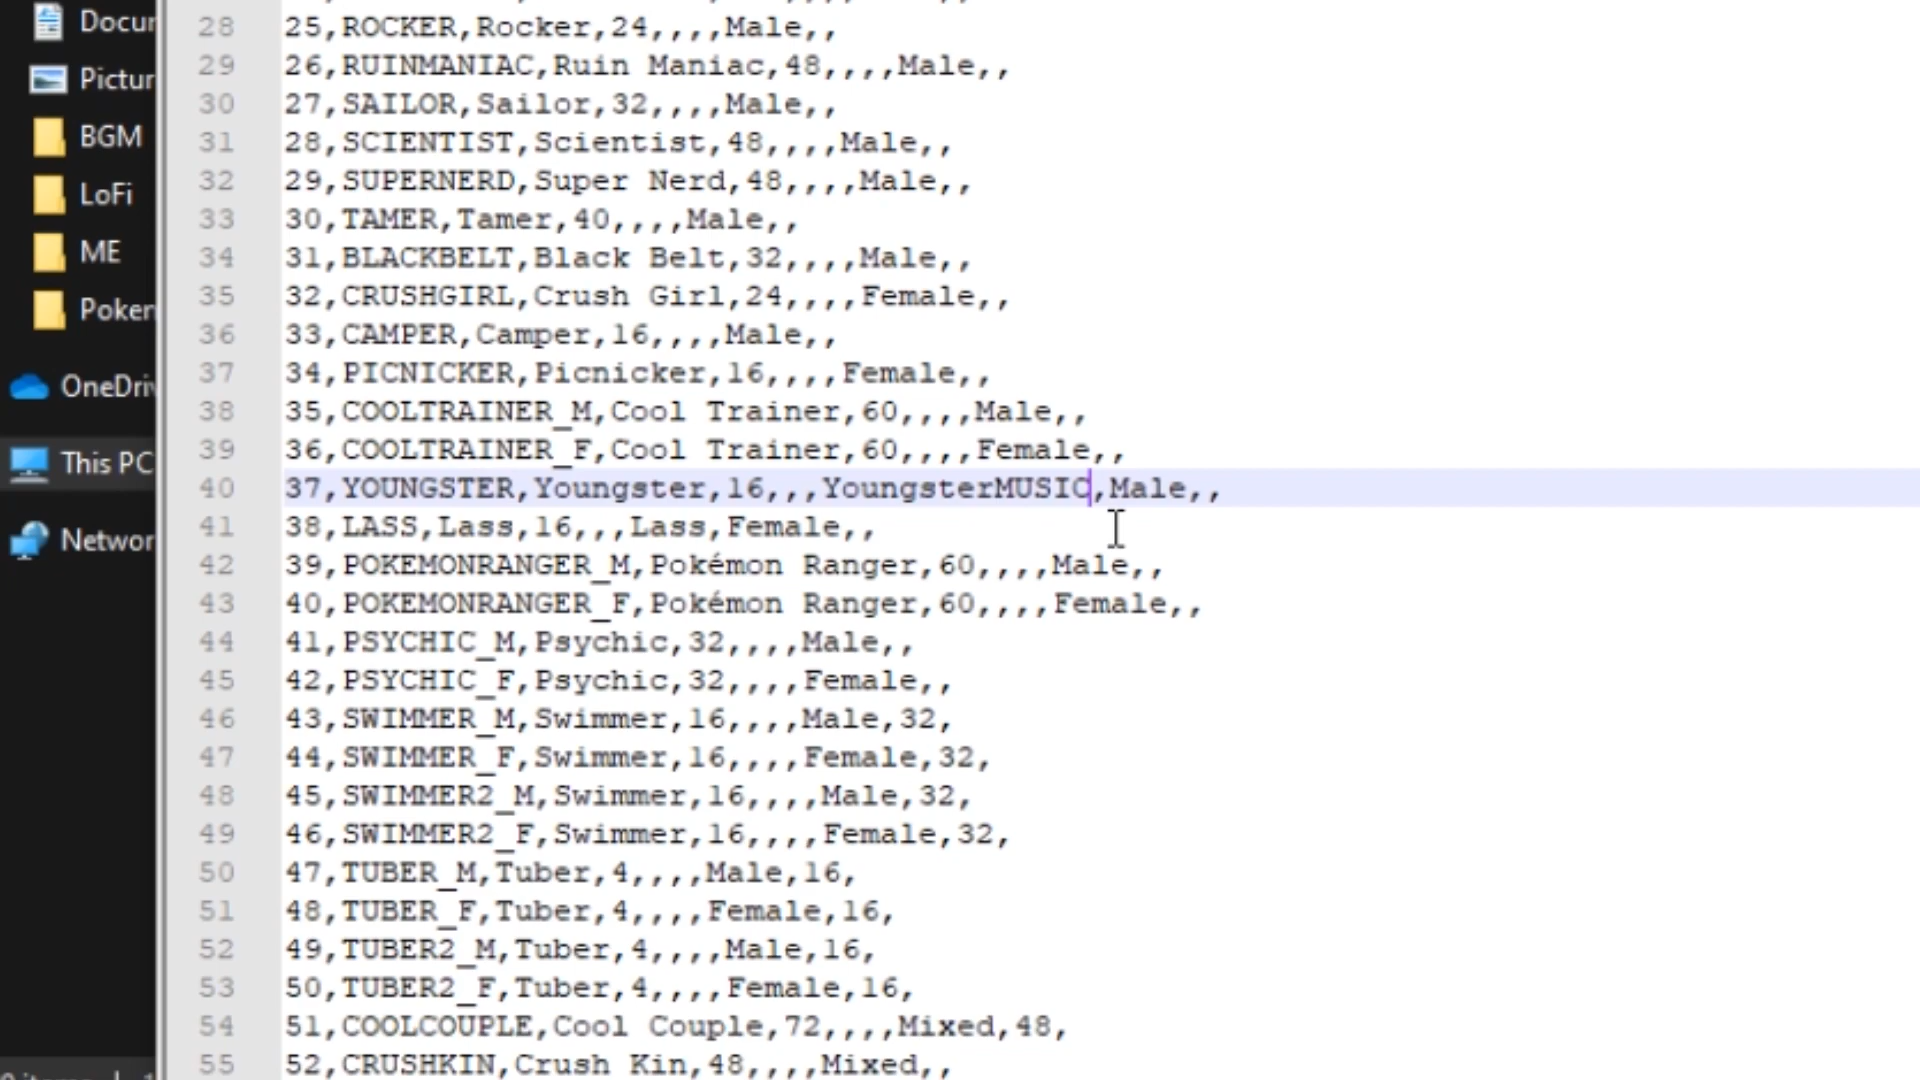 Docu
Pictur
BGM
LoFi
ME
Poken
OneDriv
This PC
Networ
28 25,ROCKER,Rocker,24,,,,Male,,
29 26,RUINMANIAC,Ruin Maniac,48,,,,Male,,
30 27,SAILOR,Sailor,32,,,,Male,,
31 28,SCIENTIST,Scientist,48,,,,Male,,
32 29,SUPERNERD,Super Nerd,48,,,,Male,,
33 30,TAMER,Tamer,40,,,,Male,,
34 31,BLACKBELT,Black Belt,32,,,,Male,,
35 32,CRUSHGIRL,Crush Girl,24,,,,Female,,
36 33,CAMPER,Camper,16,,,,Male,,
37 34,PICNICKER,Picnicker,16,,,,Female,,
38 35,COOLTRAINER_M,Cool Trainer,60,,,,Male,,
39 36,COOLTRAINER_F,Cool Trainer,60,,,,Female,,
40 37,YOUNGSTER,Youngster,16,,,YoungsterMUSIC,Male,,
41 38,LASS,Lass,16,,,Lass,Female,,
42 39,POKEMONRANGER_M,Pokémon Ranger,60,,,,Male,,
43 40,POKEMONRANGER_F,Pokémon Ranger,60,,,,Female,,
44 41,PSYCHIC_M,Psychic,32,,,,Male,,
45 42,PSYCHIC_F,Psychic,32,,,,Female,,
46 43,SWIMMER_M,Swimmer,16,,,,Male,32,
47 44,SWIMMER_F,Swimmer,16,,,,Female,32,
48 45,SWIMMER2_M,Swimmer,16,,,,Male,32,
49 46,SWIMMER2_F,Swimmer,16,,,,Female,32,
50 47,TUBER_M,Tuber,4,,,,Male,16,
51 48,TUBER_F,Tuber,4,,,,Female,16,
52 49,TUBER2_M,Tuber,4,,,,Male,16,
53 50,TUBER2_F,Tuber,4,,,,Female,16,
54 51,COOLCOUPLE,Cool Couple,72,,,,Mixed,48,
55 52,CRUSHKIN,Crush Kin,48,,,,Mixed,,